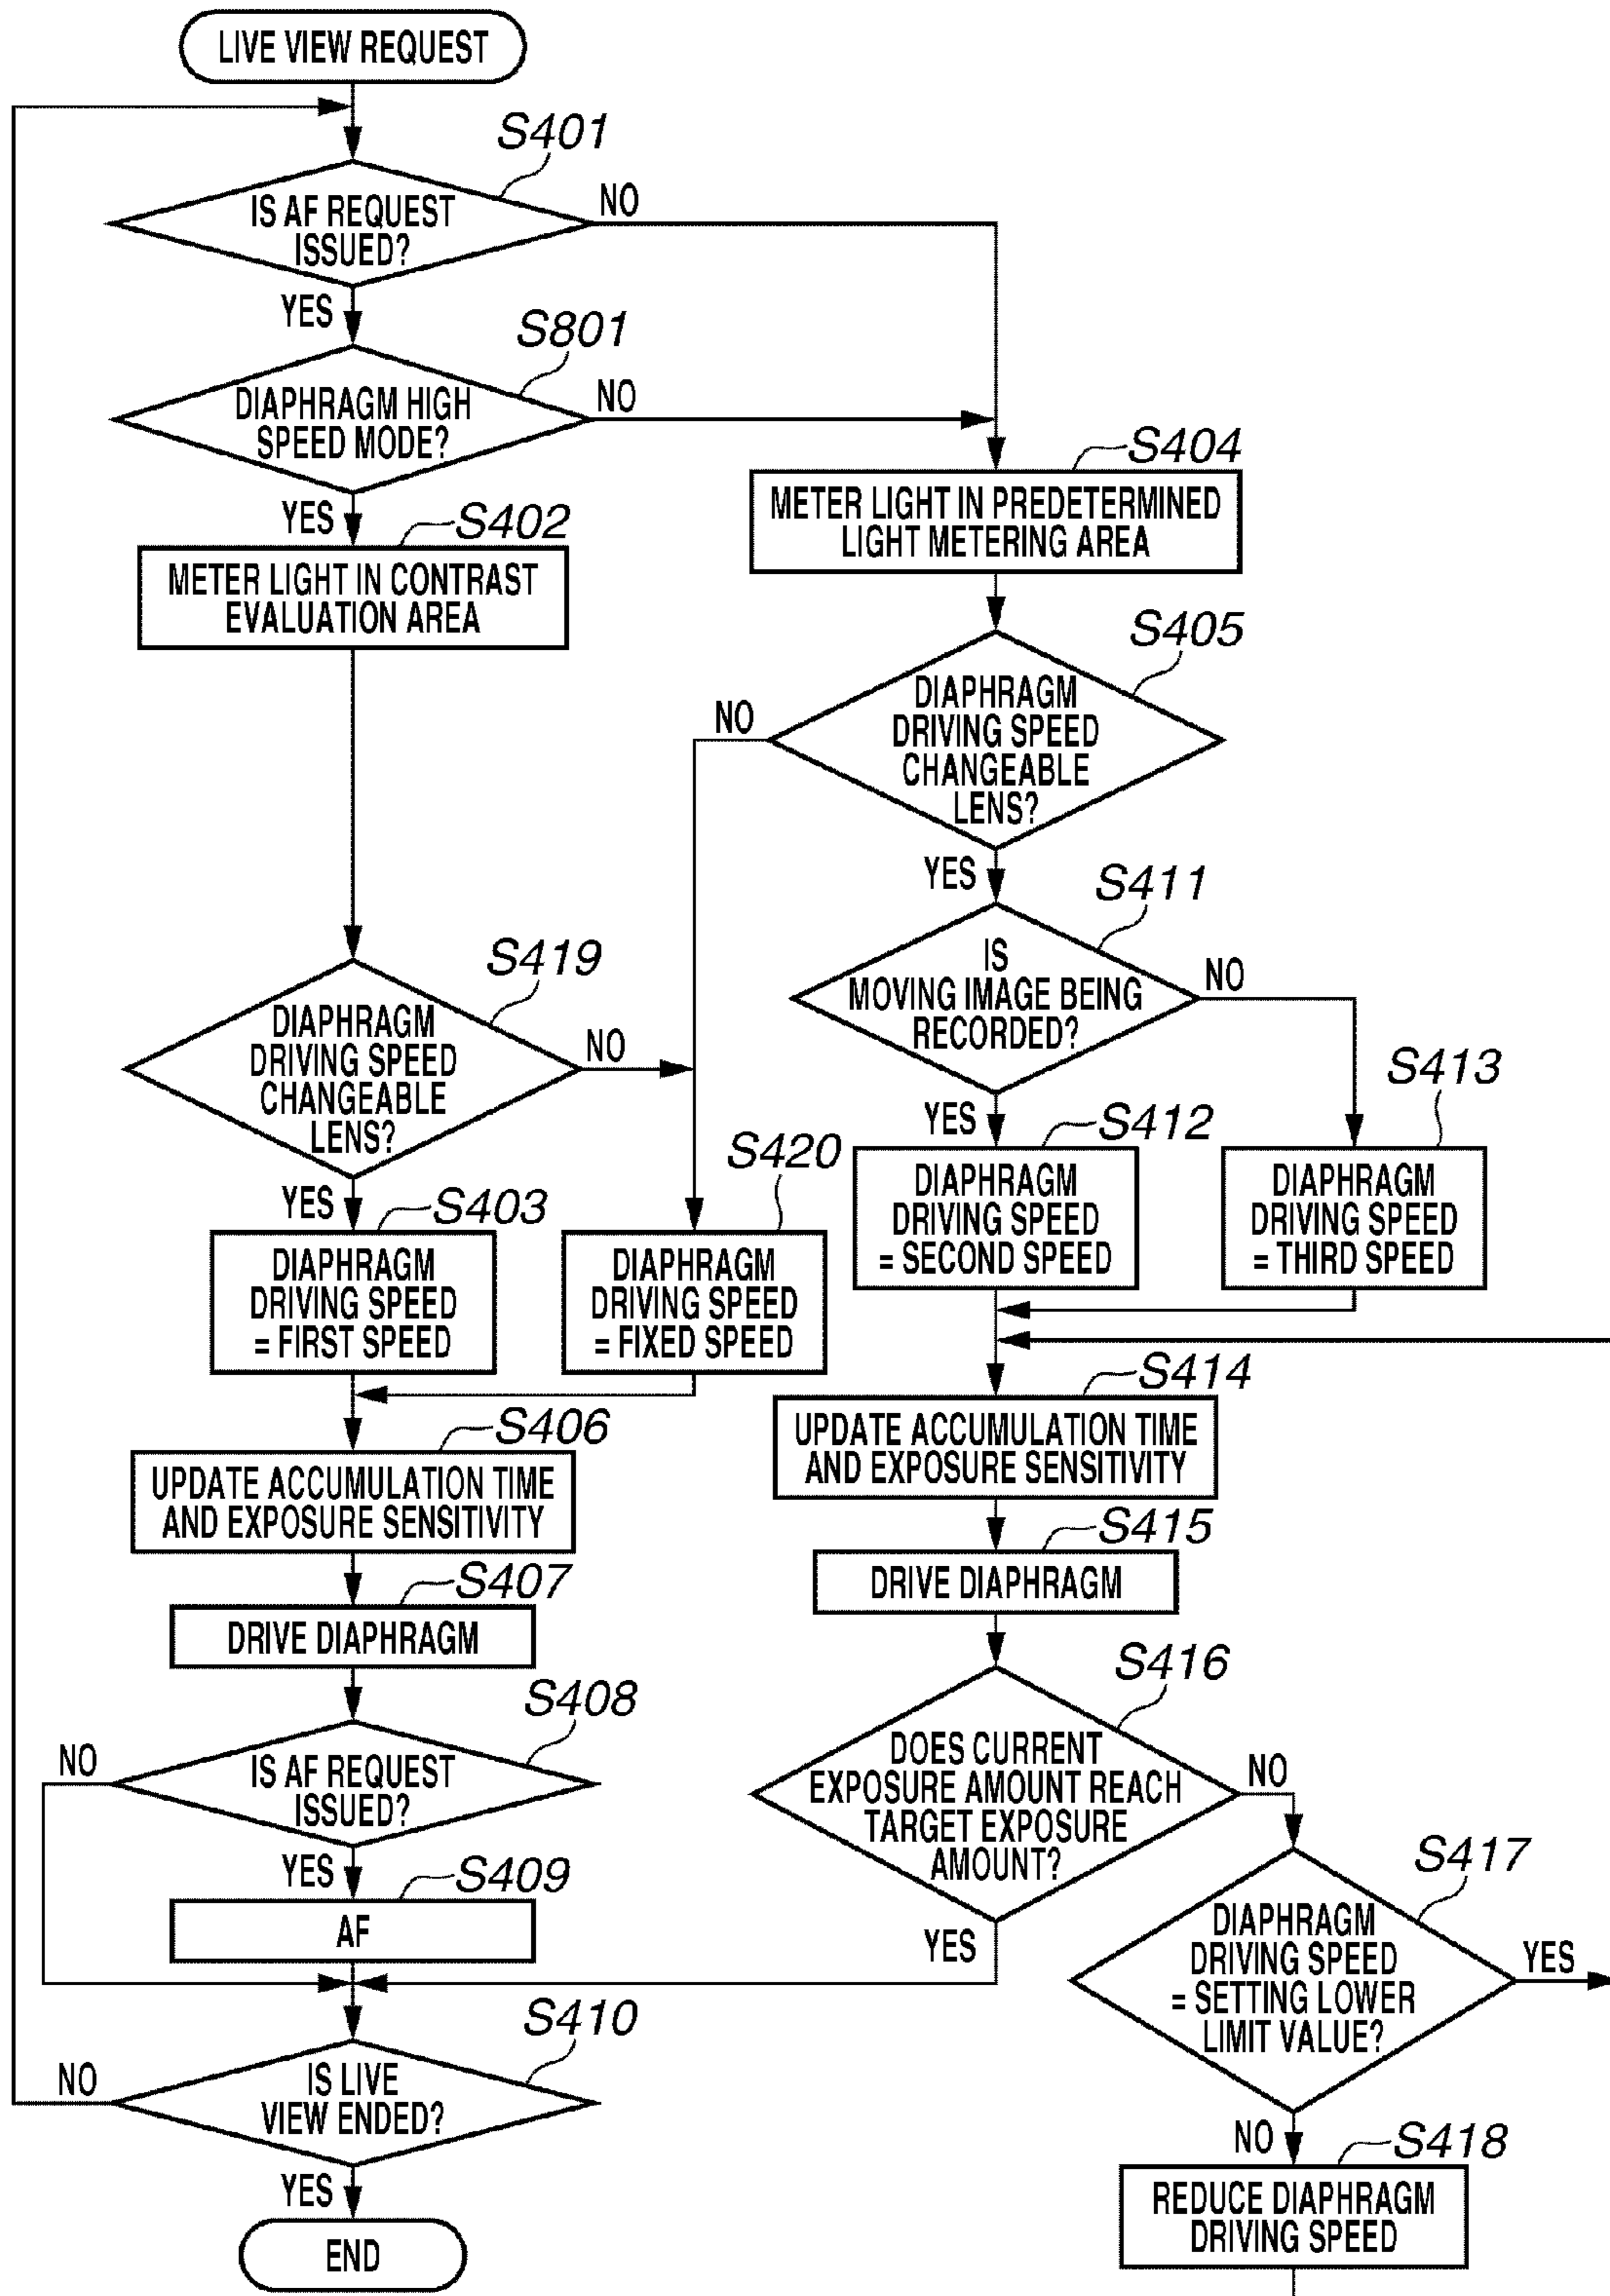 LIVE VIEW REQUEST
S401
IS AF REQUEST
ISSUED?
NO
YES
S801
DIAPHRAGM HIGH
SPEED MODE?
NO
YES
S402
METER LIGHT IN CONTRAST
EVALUATION AREA
S404
METER LIGHT IN PREDETERMINED
LIGHT METERING AREA
S405
DIAPHRAGM
DRIVING SPEED
CHANGEABLE
LENS?
NO
YES
S411
IS
MOVING IMAGE BEING
RECORDED?
NO
YES
S419
DIAPHRAGM
DRIVING SPEED
CHANGEABLE
LENS?
NO
YES
S403
DIAPHRAGM
DRIVING SPEED
= FIRST SPEED
S420
DIAPHRAGM
DRIVING SPEED
= FIXED SPEED
S412
DIAPHRAGM
DRIVING SPEED
= SECOND SPEED
S413
DIAPHRAGM
DRIVING SPEED
= THIRD SPEED
S406
UPDATE ACCUMULATION TIME
AND EXPOSURE SENSITIVITY
S407
DRIVE DIAPHRAGM
S408
IS AF REQUEST
ISSUED?
NO
YES
S409
AF
S414
UPDATE ACCUMULATION TIME
AND EXPOSURE SENSITIVITY
S415
DRIVE DIAPHRAGM
S416
DOES CURRENT
EXPOSURE AMOUNT REACH
TARGET EXPOSURE
AMOUNT?
NO
YES
S417
DIAPHRAGM
DRIVING SPEED
= SETTING LOWER
LIMIT VALUE?
YES
NO
S418
REDUCE DIAPHRAGM
DRIVING SPEED
S410
IS LIVE
VIEW ENDED?
NO
YES
END